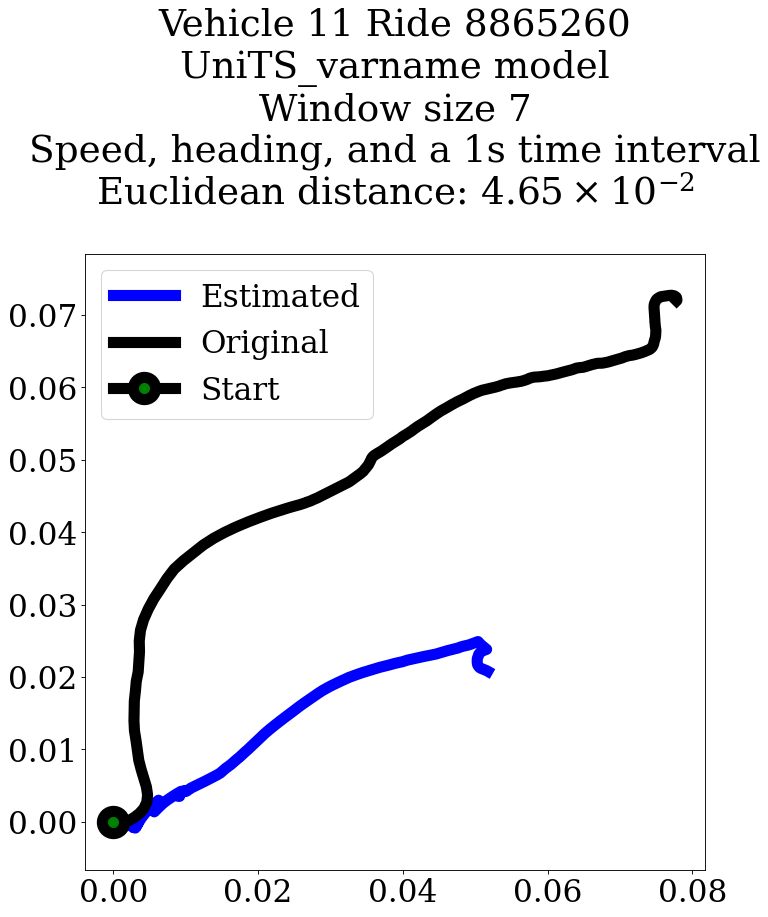 Vehicle 11 Ride 8865260
UniTS_varname model
Window size 7
Speed, heading, and a 1s time interval
Euclidean distance: 4.65 × 10⁻²
Estimated
Original
Start
0.07
0.06
0.05
0.04
0.03
0.02
0.01
0.00
0.00 0.02 0.04 0.06 0.08